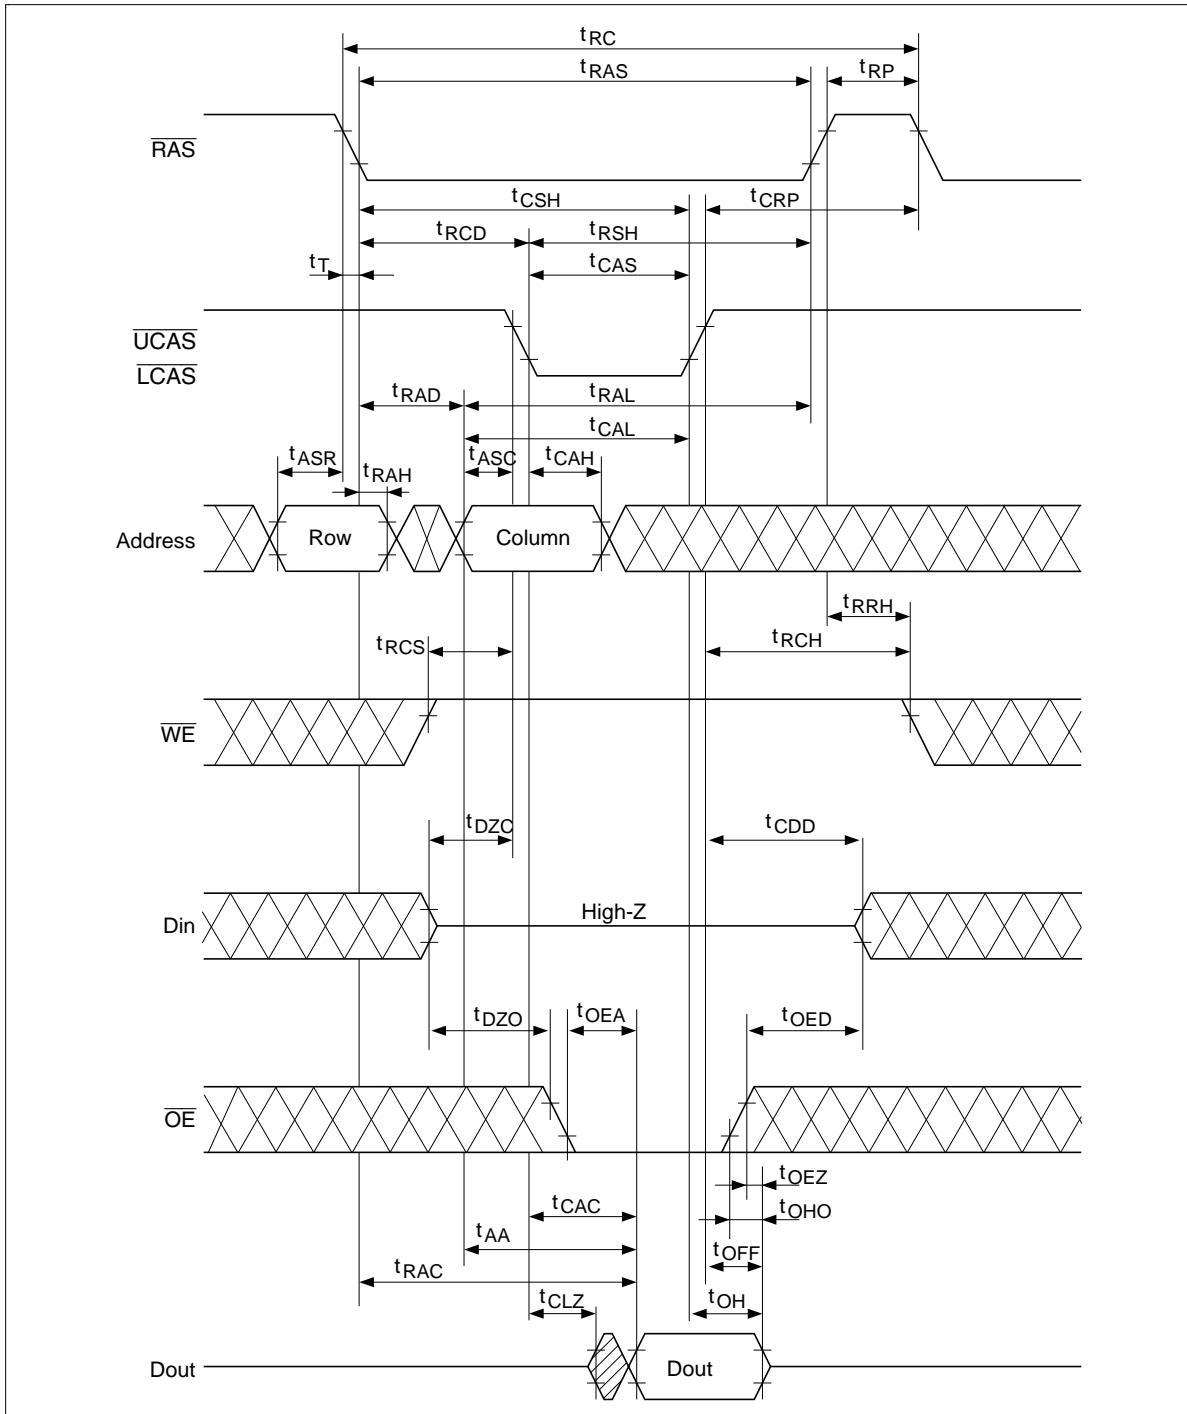 tRC
tRAS
tRP
RAS
tCSH
tCRP
tRCD
tRSH
tT
tCAS
UCAS
LCAS
tRAD
tRAL
tCAL
tASR
tASC
tCAH
tRAH
Address
Row
Column
tRRH
tRCS
tRCH
WE
tDZC
tCDD
Din
High-Z
tDZO
tOEA
tOED
OE
tOEZ
tCAC
tOHO
tAA
tOFF
tRAC
tCLZ
tOH
Dout
Dout